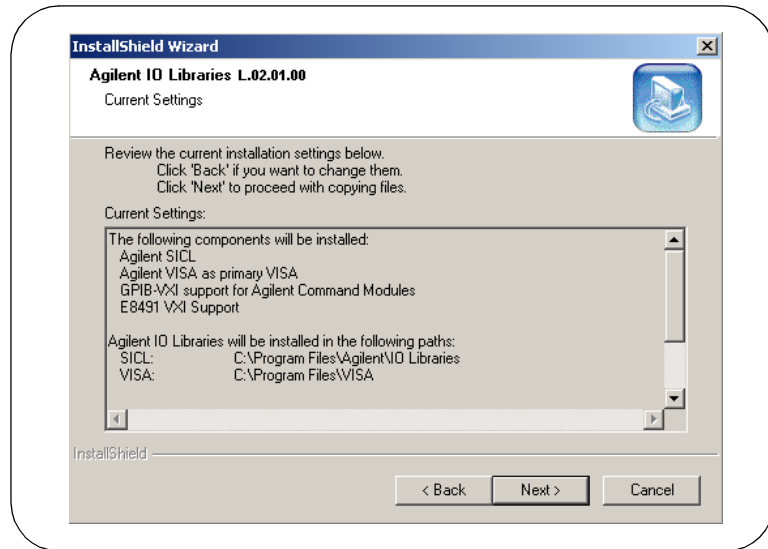 InstallShield Wizard
Agilent IO Libraries L.02.01.00
Current Settings
Review the current installation settings below.
Click 'Back' if you want to change them.
Click 'Next' to proceed with copying files.
Current Settings:
The following components will be installed:
Agilent SICL
Agilent VISA as primary VISA
GPIB-VXI support for Agilent Command Modules
E8491 VXI Support
Agilent IO Libraries will be installed in the following paths:
SICL: C:\Program Files\Agilent\IO Libraries
VISA: C:\Program Files\VISA
InstallShield
< Back Next > Cancel